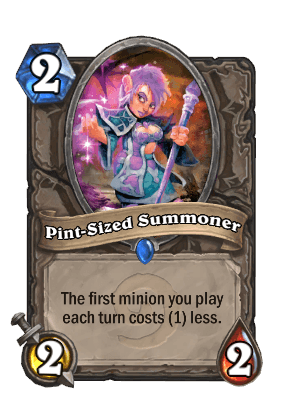 2
Pint-Sized Summoner
The first minion you play
each turn costs (1) less.
2
2